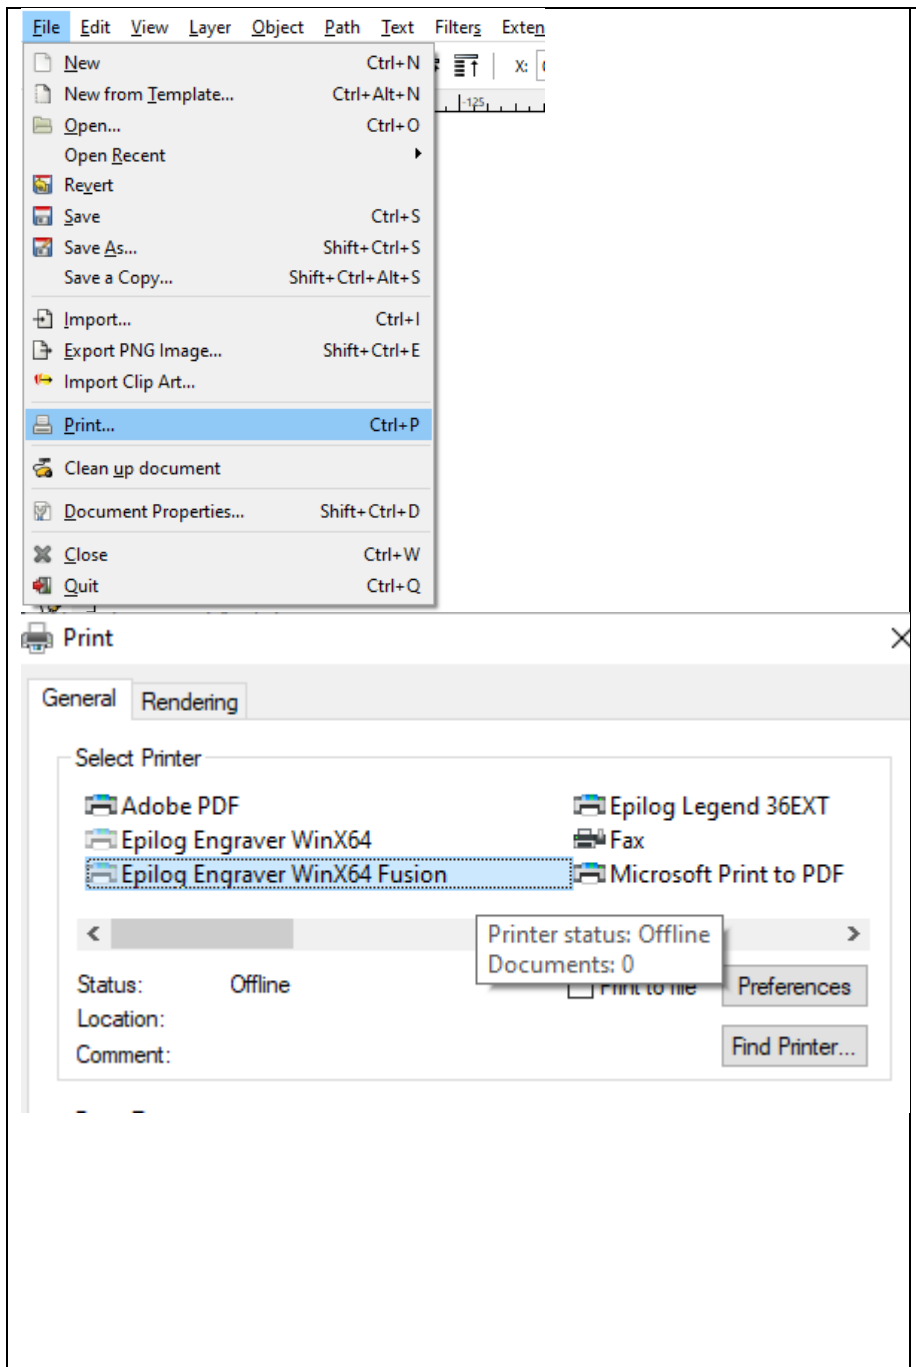 File Edit View Layer Object Path Text Filters Exten
New Ctrl+N
X:
New from Template... Ctrl+Alt+N
-125
Open... Ctrl+O
Open Recent
Revert
Save Ctrl+S
Save As... Shift+Ctrl+S
Save a Copy... Shift+Ctrl+Alt+S
Import... Ctrl+I
Export PNG Image... Shift+Ctrl+E
Import Clip Art...
Print... Ctrl+P
Clean up document
Document Properties... Shift+Ctrl+D
Close Ctrl+W
Quit Ctrl+Q
Print
General Rendering
Select Printer
Adobe PDF Epilog Legend 36EXT
Epilog Engraver WinX64 Fax
Epilog Engraver WinX64 Fusion Microsoft Print to PDF
Printer status: Offline
Documents: 0
Status: Offline Print to file Preferences
Location:
Comment: Find Printer...